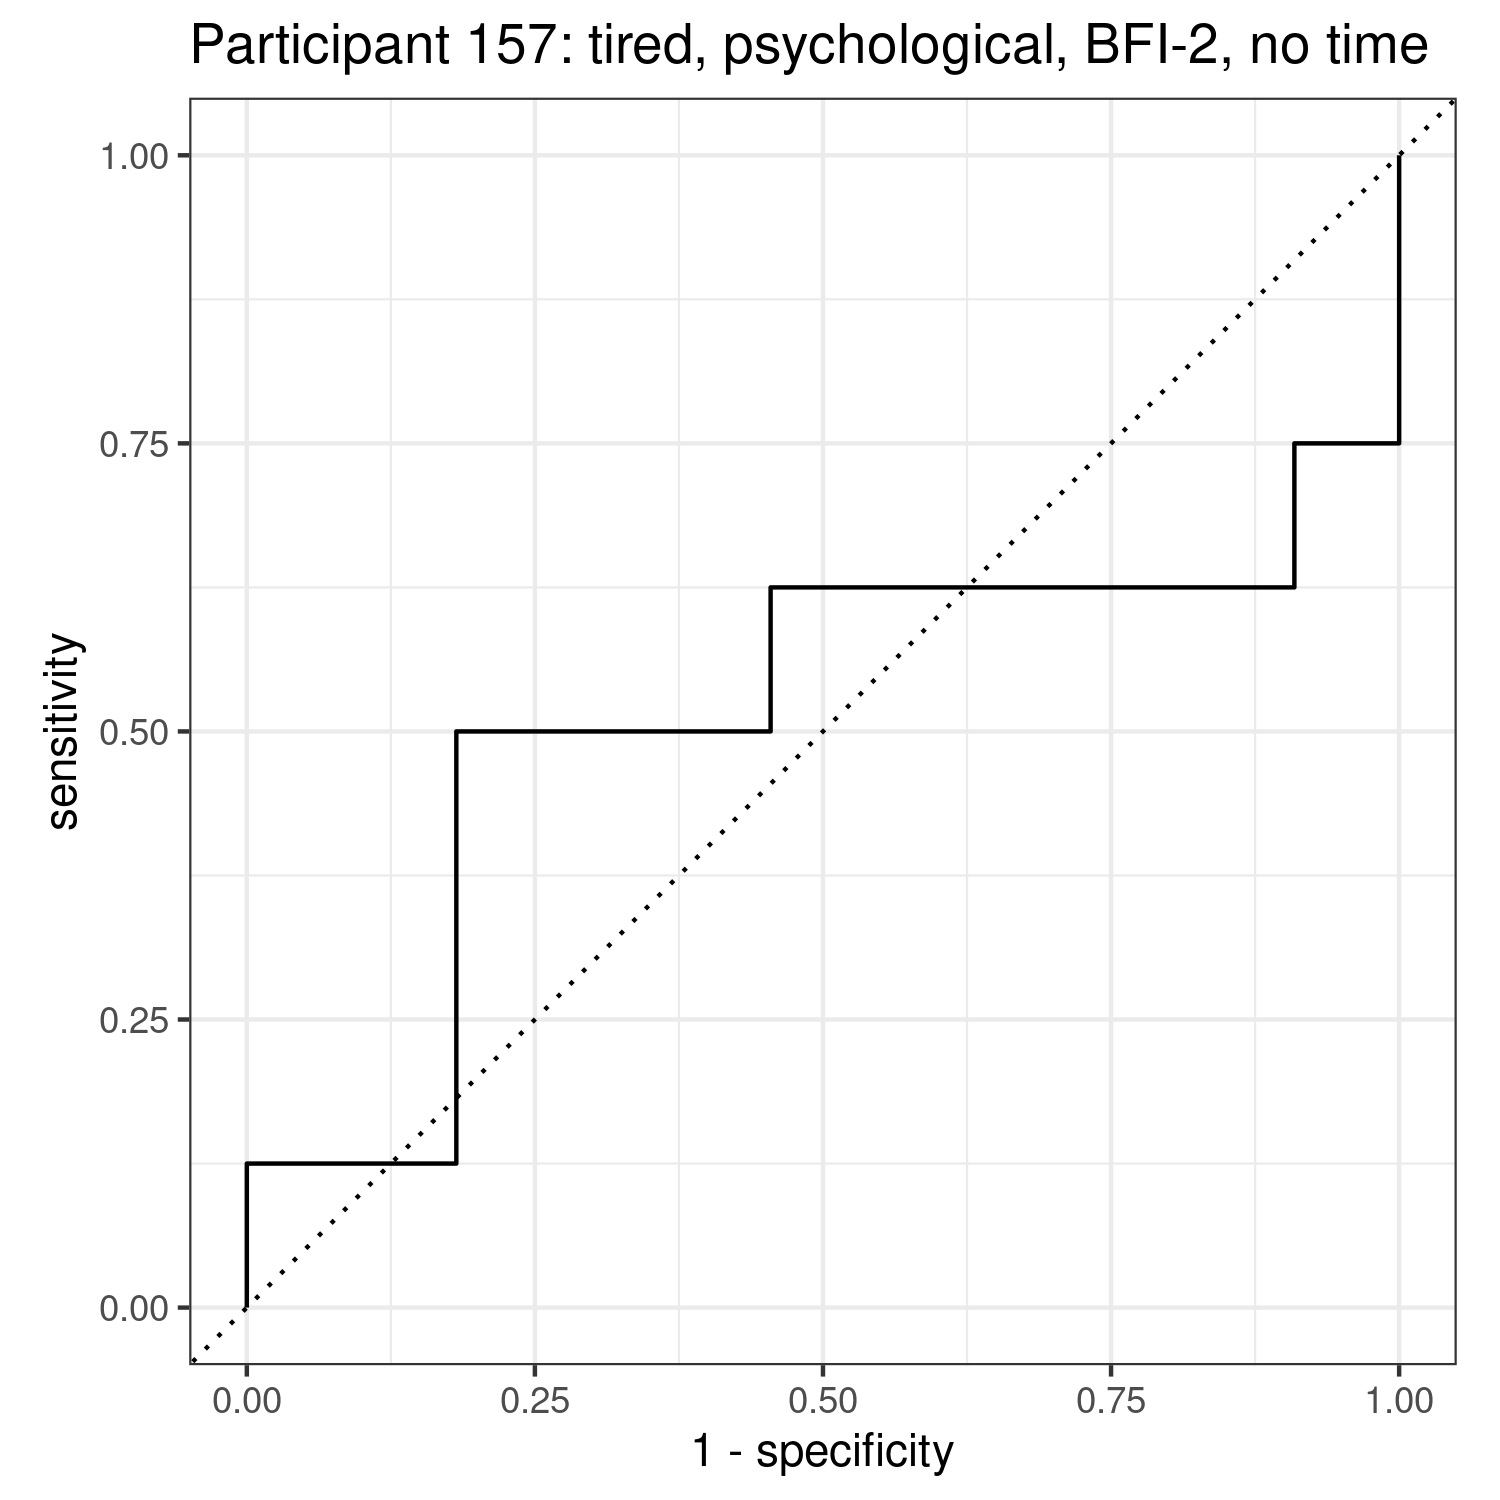 Participant 157: tired, psychological, BFI-2, no time
1.00
0.75
0.50
0.25
0.00
sensitivity
0.00 0.25 0.50 0.75 1.00
1 - specificity